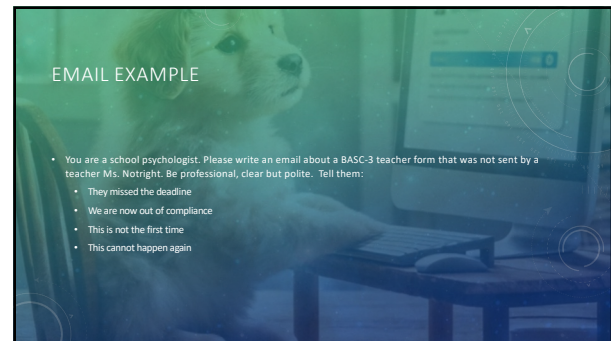 EMAIL EXAMPLE
• You are a school psychologist. Please write an email about a BASC-3 teacher form that was not sent by a
teacher Ms. Notright. Be professional, clear but polite. Tell them:
• They missed the deadline
• We are now out of compliance
• This is not the first time
• This cannot happen again